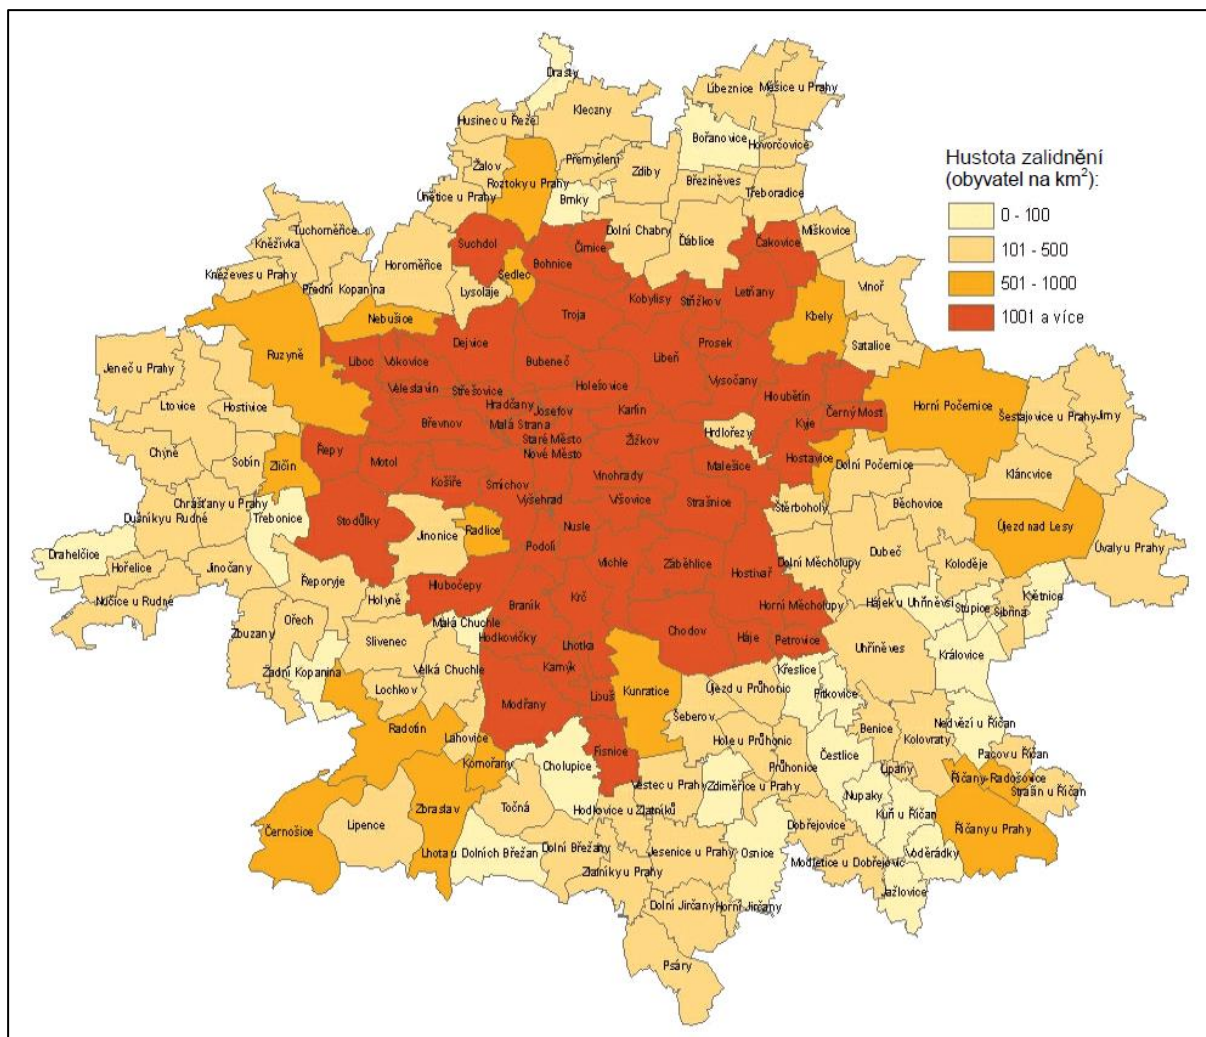 Drasty
Líbeznice
Měšice u Prahy
Kleczny
Husinec u Řeže
Bořanovice
Hovorčovice
Hustota zalidnění
(obyvatel na km2):
0 - 100
101 - 500
501 - 1000
1001 a více
Přemyšlení
Zdiby
Žalov
Roztoky u Prahy
Březiněves
Třeboradice
Únětice u Prahy
Brnky
Dolní Chabry
Miškovice
Tuchoměřice
Kněžívka
Suchdol
Čimice
Ďáblice
Čakovice
Bohnice
Horoměřice
Sedlec
Kněževes u Prahy
Přední Kopanina
Lysolaje
Vinoř
Kobylisy
Střížkov
Letňany
Nebušice
Troja
Kbely
Dejvice
Prosek
Satalice
Ruzyně
Liboc
Vokovice
Bubeneč
Libeň
Jeneč u Prahy
Veleslavín
Střešovice
Holešovice
Vysočany
Hloubětín
Litovice
Hostivice
Hradčany
Josefov
Karlín
Černý Most
Horní Počernice
Šestajovice u Prahy
Jirny
Břevnov
Malá Strana
Kyje
Hrdlořezy
Staré Město
Žižkov
Chýně
Řepy
Nové Město
Hostavice
Sobín
Motol
Malešice
Dolní Počernice
Zličín
Košíře
Smíchov
Vinohrady
Klánovice
Chrášťany u Prahy
Vyšehrad
Vršovice
Strašnice
Štěrboholy
Běchovice
Dušníky u Rudné
Třebonice
Stodůlky
Nusle
Újezd nad Lesy
Jinonice
Radlice
Podolí
Drahelčice
Michle
Záběhlice
Dubeč
Úvaly u Prahy
Hořelice
Jinočany
Řeporyje
Hostivař
Dolní Měcholupy
Koloděje
Hlubočepy
Holyně
Braník
Krč
Nučice u Rudné
Horní Měcholupy
Hájek u Uhříněvsi
Stupice
Sibřina
Květnice
Zbuzany
Ořech
Malá Chuchle
Slivenec
Hodkovičky
Lhotka
Chodov
Háje
Petrovice
Uhříněves
Královice
Zadní Kopanina
Velká Chuchle
Kamýk
Křeslice
Lochkov
Modřany
Libuš
Kunratice
Újezd u Průhonic
Pitkovice
Šeberov
Radotín
Lahovice
Hole u Průhonic
Benice
Kolovraty
Nedvězí u Říčan
Písnice
Komořany
Cholupice
Čestlice
Pacov u Říčan
Průhonice
Lipany
Vestec u Prahy
Zdiměřice u Prahy
Říčany-Radošovice
Strašín u Říčan
Nupaky
Zbraslav
Točná
Hodkovice u Zlatníků
Kuří u Říčan
Černošice
Lipence
Dobřejovice
Říčany u Prahy
Lhota u Dolních Břežan
Dolní Břežany
Jesenice u Prahy
Osnice
Voděrádky
Modletice u Dobřejovic
Zlatníky u Prahy
Jažlovice
Dolní Jirčany
Horní Jirčany
Psáry